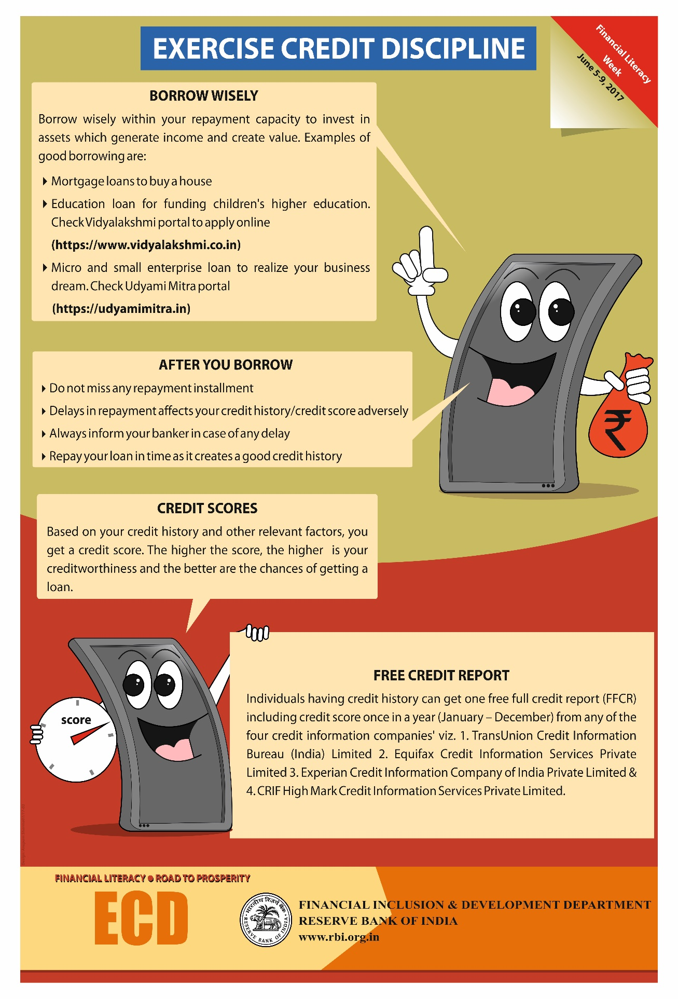 EXERCISE CREDIT DISCIPLINE
Financial Literacy
Week
June 5-9, 2017
BORROW WISELY
Borrow wisely within your repayment capacity to invest in
assets which generate income and create value. Examples of
good borrowing are:
Mortgage loans to buy a house
Education loan for funding children's higher education.
Check Vidyalakshmi portal to apply online
(https://www.vidyalakshmi.co.in)
Micro and small enterprise loan to realize your business
dream. Check Udyami Mitra portal
(https://udyamimitra.in)
AFTER YOU BORROW
Do not miss any repayment installment
Delays in repayment affects your credit history/credit score adversely
Always inform your banker in case of any delay
Repay your loan in time as it creates a good credit history
₹
CREDIT SCORES
Based on your credit history and other relevant factors, you
get a credit score. The higher the score, the higher is your
creditworthiness and the better are the chances of getting a
loan.
score
FREE CREDIT REPORT
Individuals having credit history can get one free full credit report (FFCR)
including credit score once in a year (January – December) from any of the
four credit information companies' viz. 1. TransUnion Credit Information
Bureau (India) Limited 2. Equifax Credit Information Services Private
Limited 3. Experian Credit Information Company of India Private Limited &
4. CRIF High Mark Credit Information Services Private Limited.
FINANCIAL LITERACY ● ROAD TO PROSPERITY
ECD
भारतीय रिज़र्व बैंक
RESERVE BANK OF INDIA
FINANCIAL INCLUSION & DEVELOPMENT DEPARTMENT
RESERVE BANK OF INDIA
www.rbi.org.in